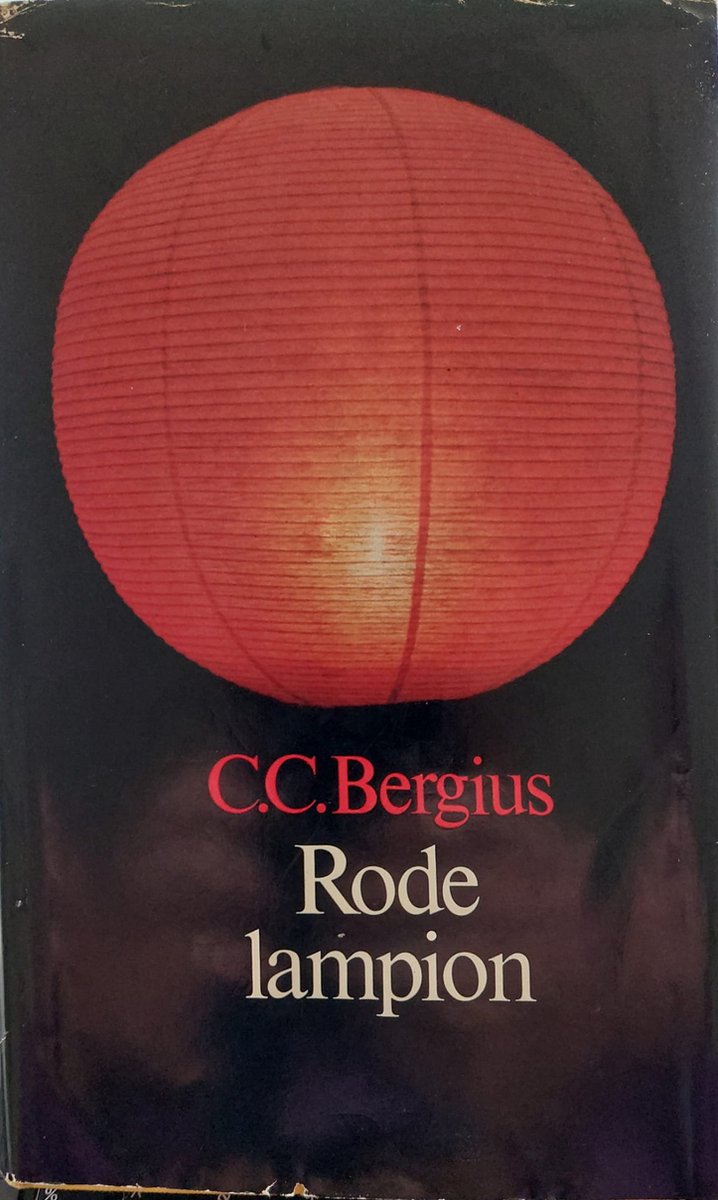 C.C. Bergius
Rode
lampion
%